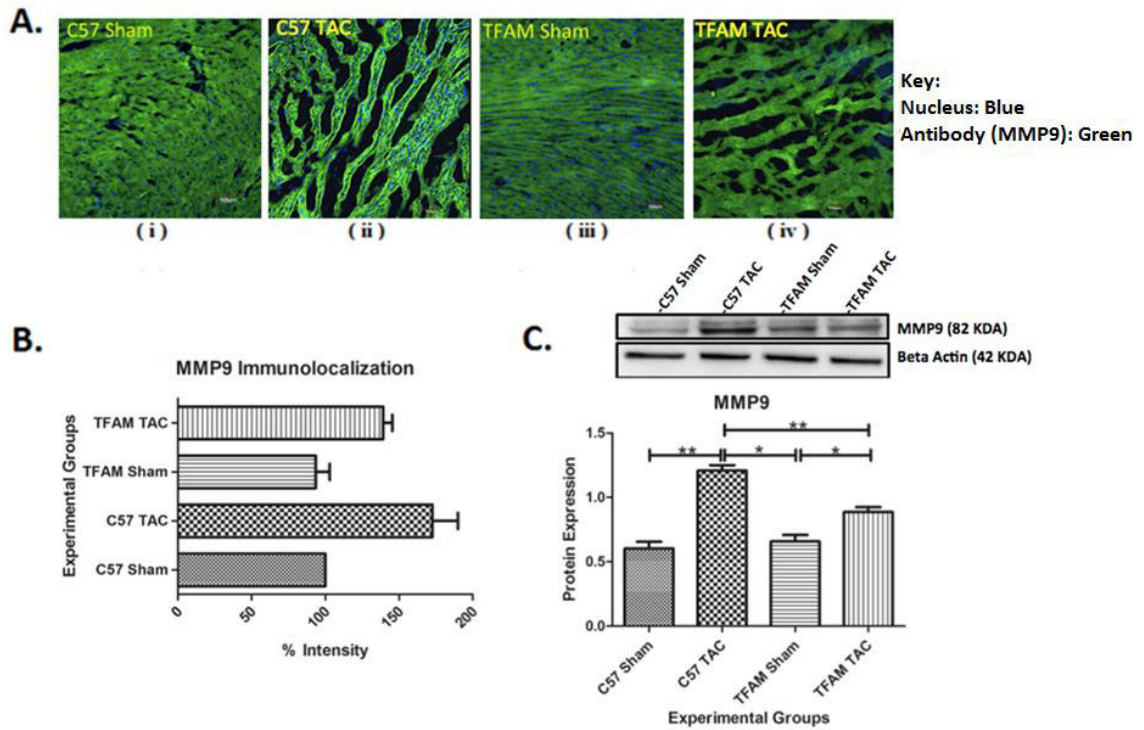 A.
C57 Sham
C57 TAC
TFAM Sham
TFAM TAC
Key:
Nucleus: Blue
Antibody (MMP9): Green
( i )
( ii )
( iii )
( iv )
B.
MMP9 Immunolocalization
Experimental Groups
TFAM TAC
TFAM Sham
C57 TAC
C57 Sham
0
50
100
150
200
% Intensity
C.
-C57 Sham
-C57 TAC
-TFAM Sham
-TFAM TAC
MMP9 (82 KDA)
Beta Actin (42 KDA)
MMP9
Protein Expression
1.5
1.0
0.5
0.0
**
**
*
*
C57 Sham
C57 TAC
TFAM Sham
TFAM TAC
Experimental Groups